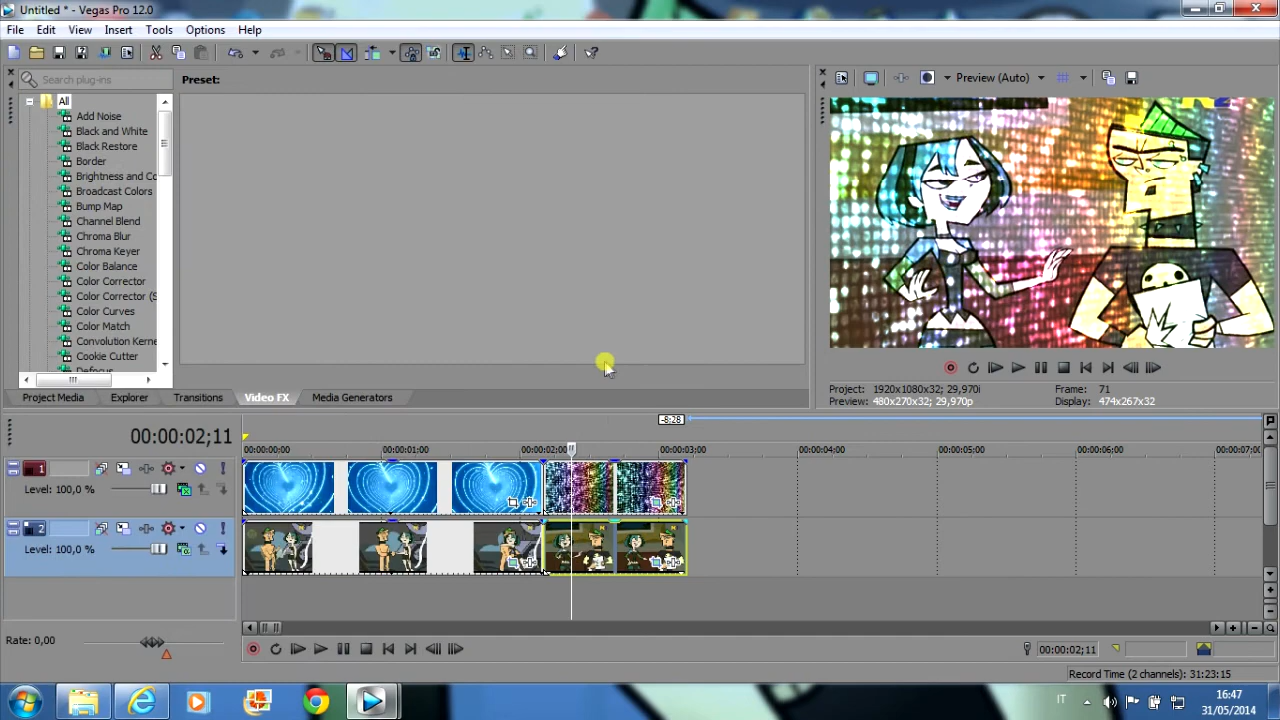 Untitled * - Vegas Pro 12.0
File Edit View Insert Tools Options Help
Search plug-ins
Preset:
Preview (Auto)
All
Add Noise
Black and White
Black Restore
Border
Brightness and Co
Broadcast Colors
Bump Map
Channel Blend
Chroma Blur
Chroma Keyer
Color Balance
Color Corrector
Color Corrector (S
Color Curves
Color Match
Convolution Kerne
Cookie Cutter
Defocus
Project Media Explorer Transitions Video FX Media Generators
Project: 1920x1080x32; 29,970i Frame: 71
Preview: 480x270x32; 29,970p Display: 474x267x32
-8:28
00:00:02;11
00:00:00;00 00:00:01;00 00:00:02;00 00:00:03;00 00:00:04;00 00:00:05;00 00:00:06;00 00:00:07;0
1
Level: 100,0 %
2
Level: 100,0 %
Rate: 0,00
00:00:02;11
Record Time (2 channels): 31:23:15
IT
16:47
31/05/2014